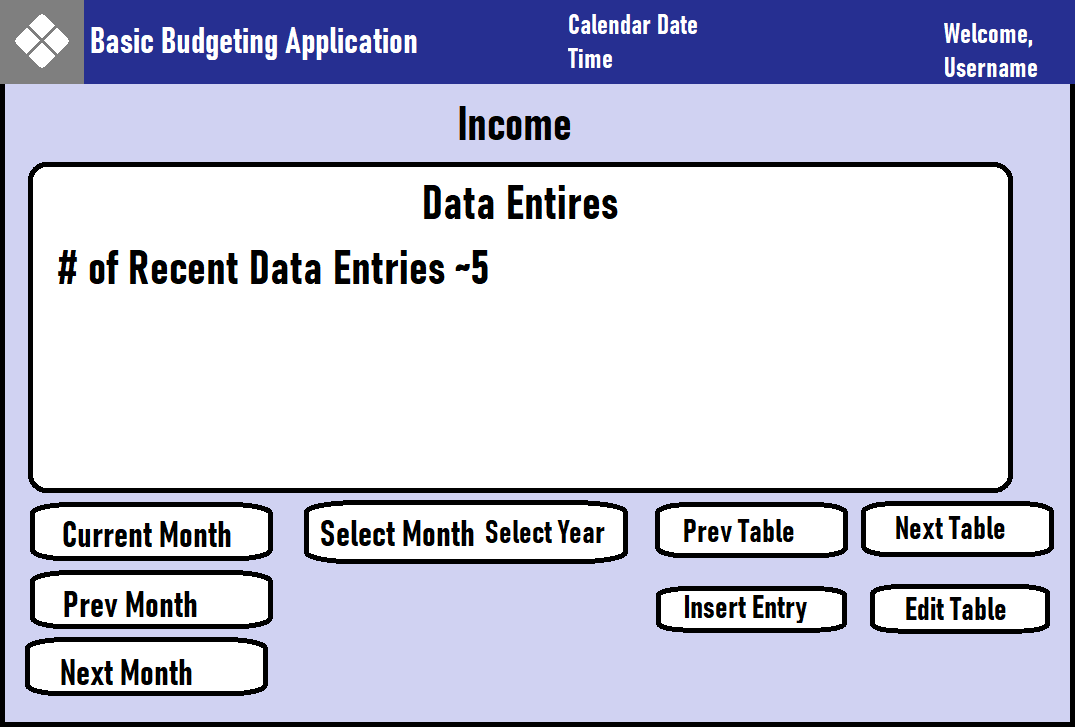 Basic Budgeting Application
Calendar Date
Time
Welcome,
Username
Income
Data Entires
# of Recent Data Entries ~5
Current Month
Select Month Select Year
Prev Table
Next Table
Prev Month
Insert Entry
Edit Table
Next Month